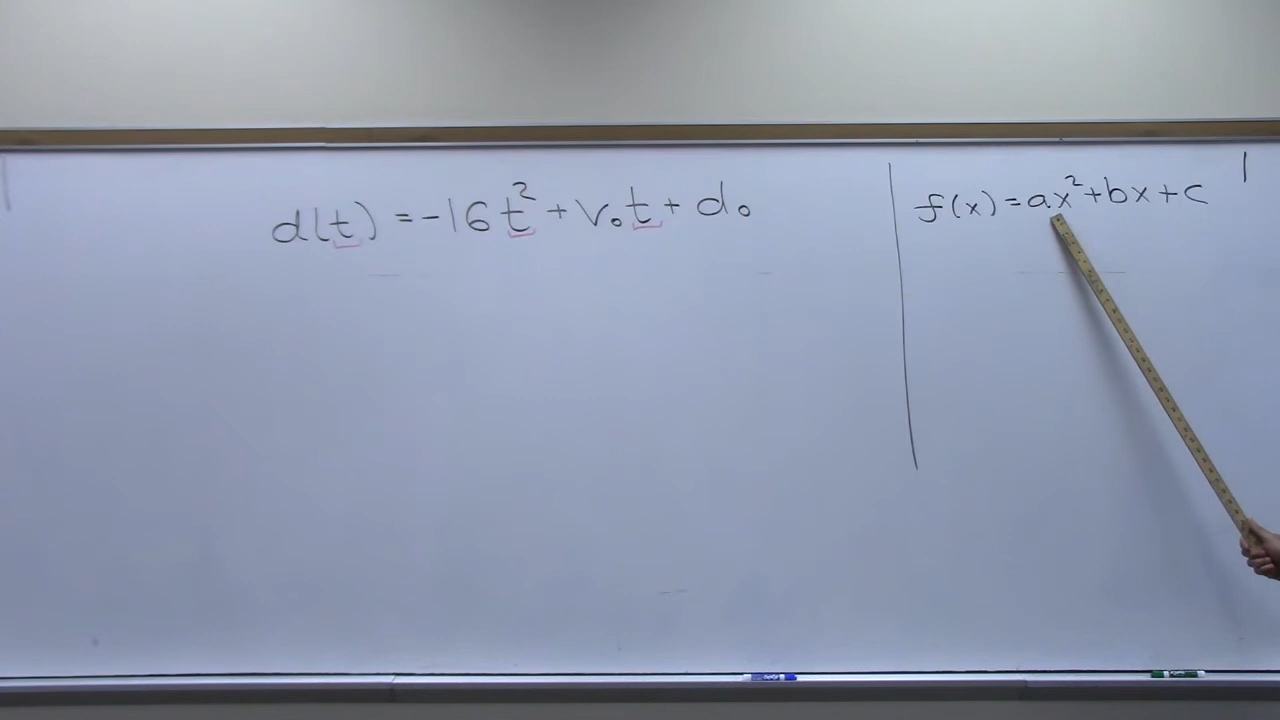 d(t) = -16t² + v₀t + d₀
f(x) = ax² + bx + c